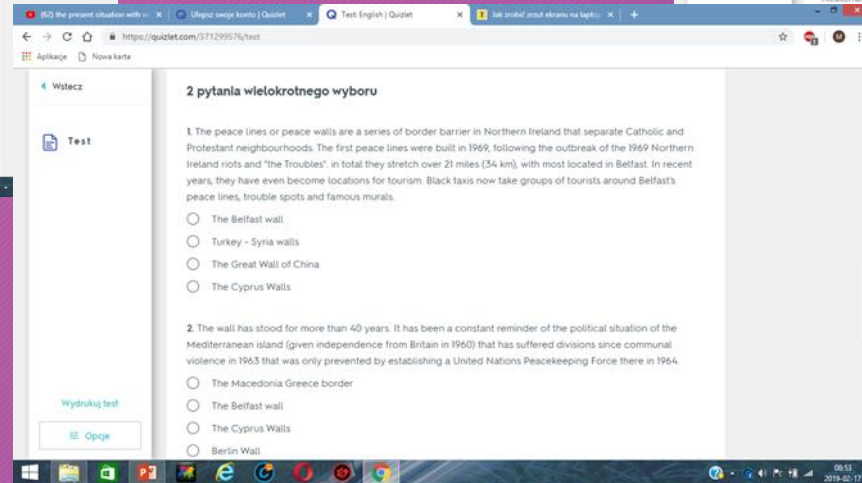 (62) the present situation with
Ulepsz swoje konto | Quizlet
Test: English | Quizlet
Jak zrobić zrzut ekranu na lapto
https://quizlet.com/371299576/test
Aplikacje
Nowa karta
Wstecz
Test
2 pytania wielokrotnego wyboru
1. The peace lines or peace walls are a series of border barrier in Northern Ireland that separate Catholic and
Protestant neighbourhoods. The first peace lines were built in 1969, following the outbreak of the 1969 Northern
Ireland riots and "the Troubles". in total they stretch over 21 miles (34 km), with most located in Belfast. In recent
years, they have even become locations for tourism. Black taxis now take groups of tourists around Belfast's
peace lines, trouble spots and famous murals.
The Belfast wall
Turkey - Syria walls
The Great Wall of China
The Cyprus Walls
2. The wall has stood for more than 40 years. It has been a constant reminder of the political situation of the
Mediterranean island (given independence from Britain in 1960) that has suffered divisions since communal
violence in 1963 that was only prevented by establishing a United Nations Peacekeeping Force there in 1964.
The Macedonia Greece border
The Belfast wall
The Cyprus Walls
Berlin Wall
Wydrukuj test
Opcje
08:53
2019-02-17